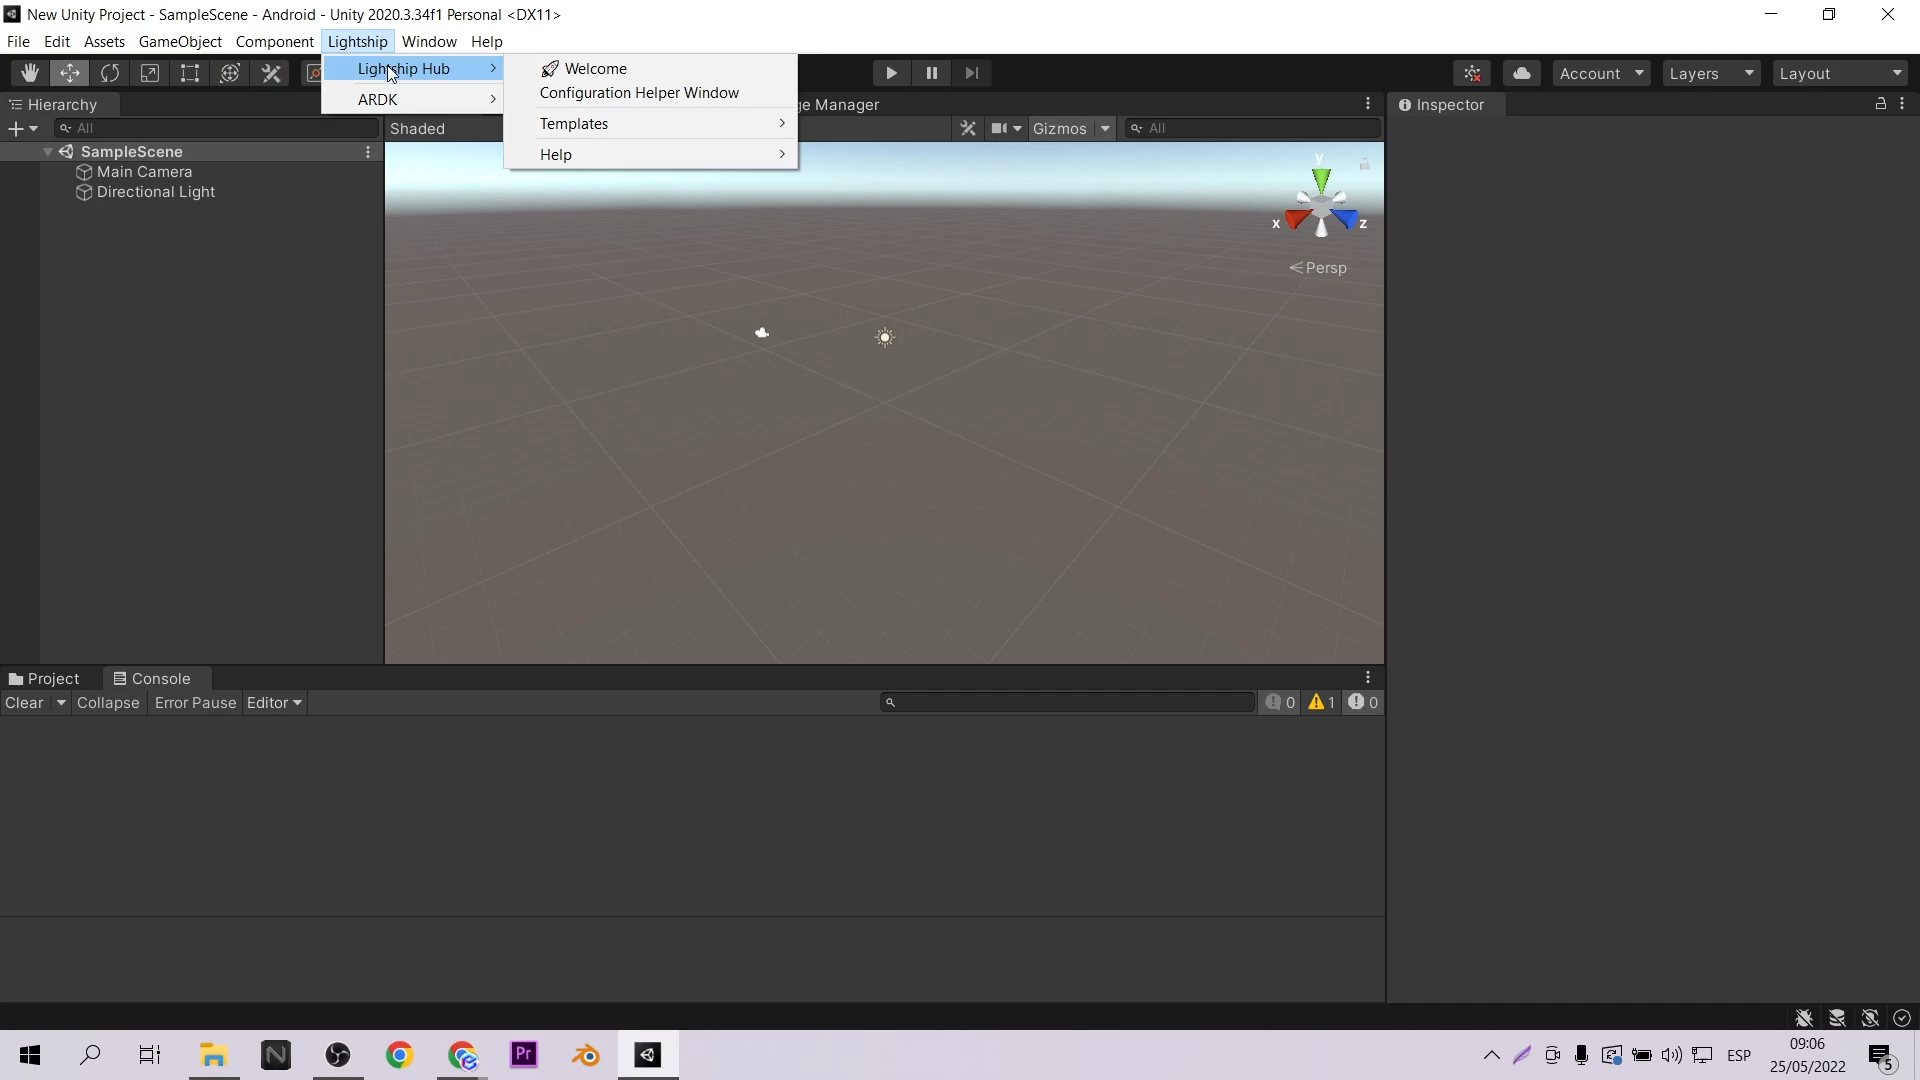 New Unity Project - SampleScene - Android - Unity 2020.3.34f1 Personal <DX11>
File Edit Assets GameObject Component Lightship Window Help
Lightship Hub
ARDK
Welcome
Configuration Helper Window
Templates
Help
Account
Layers
Layout
Hierarchy
All
SampleScene
Main Camera
Directional Light
ge Manager
Shaded
Gizmos
All
y
x
z
Persp
Inspector
Project
Console
Clear
Collapse
Error Pause
Editor
0
1
0
Pr
ESP
09:06
25/05/2022
5